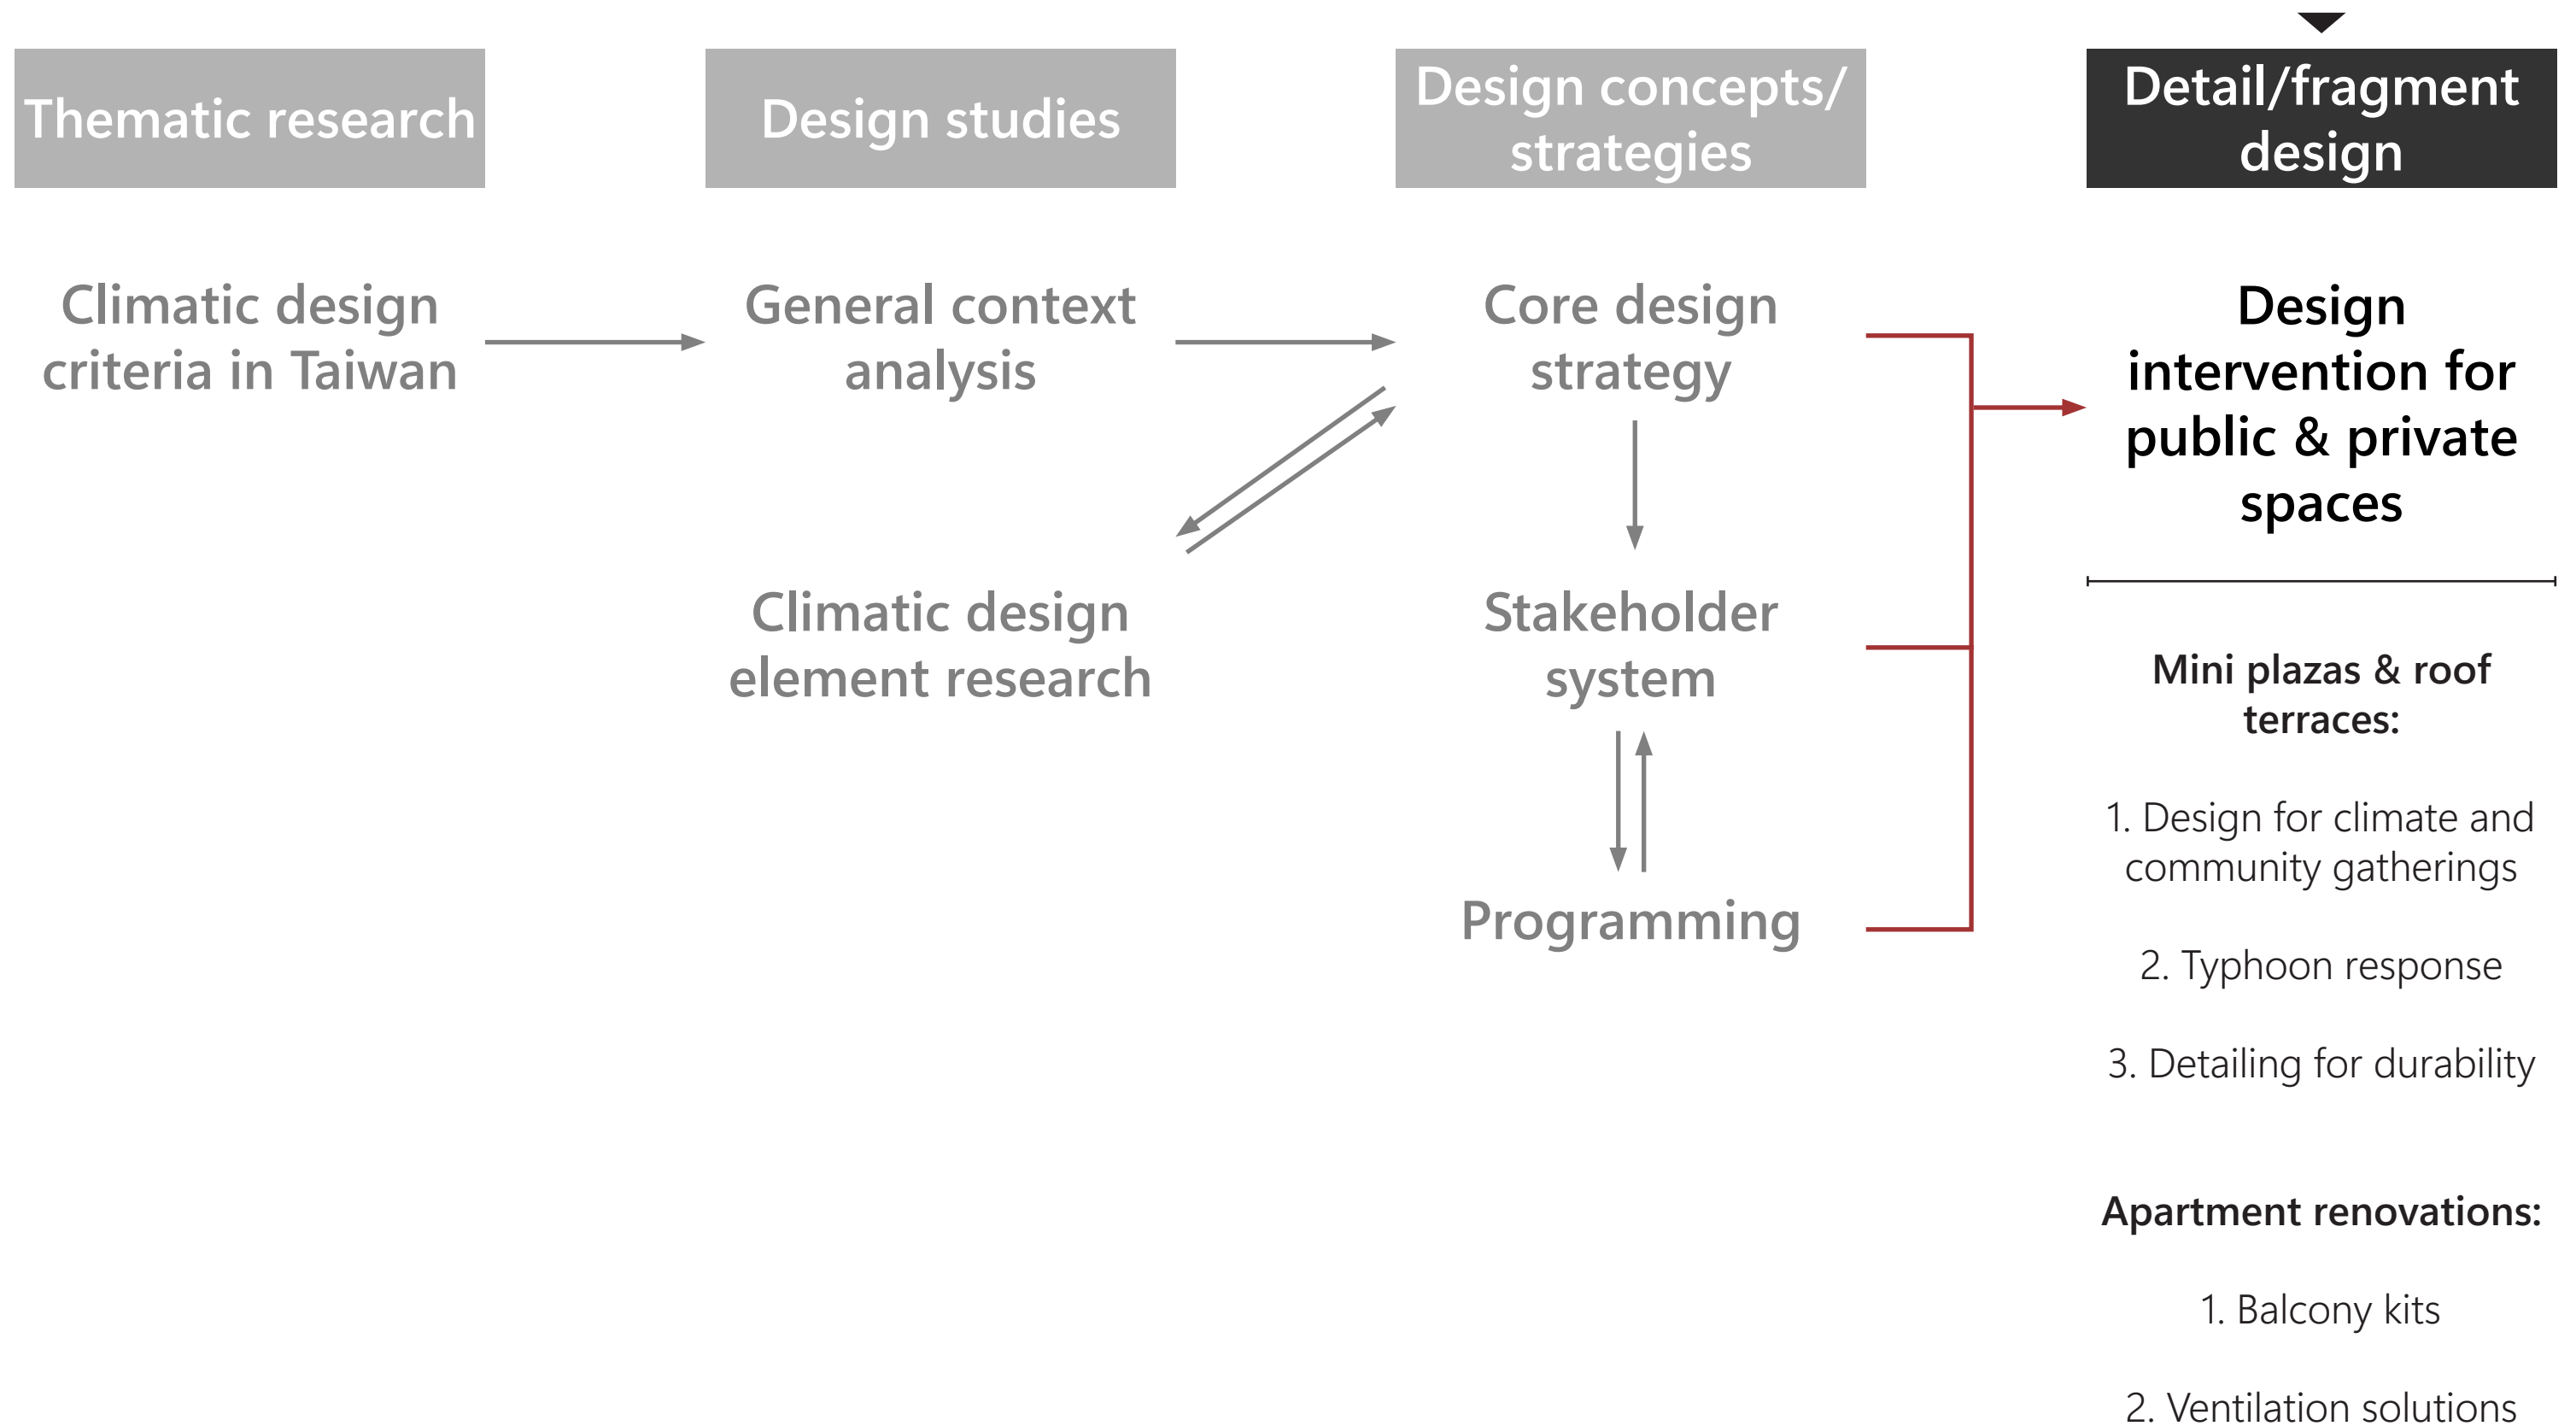 Thematic research
Design studies
Design concepts/
strategies
Detail/fragment
design
Climatic design
criteria in Taiwan
General context
analysis
Climatic design
element research
Core design
strategy
Stakeholder
system
Programming
Design
intervention for
public & private
spaces
Mini plazas & roof
terraces:
1. Design for climate and
community gatherings
2. Typhoon response
3. Detailing for durability
Apartment renovations:
1. Balcony kits
2. Ventilation solutions